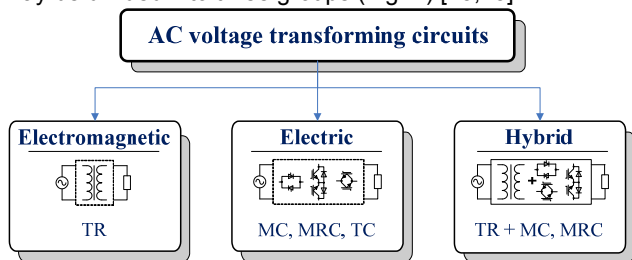 AC voltage transforming circuits
Electromagnetic
Electric
Hybrid
TR
MC, MRC, TC
TR + MC, MRC